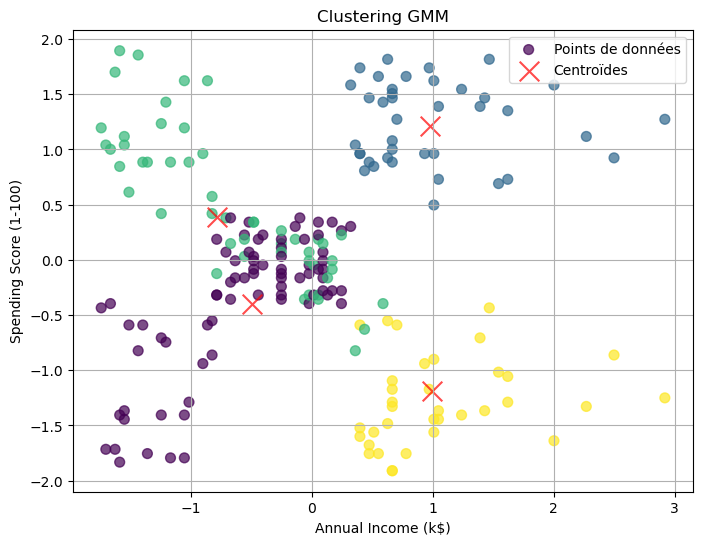 Clustering GMM
Points de données
Centroïdes
2.0
1.5
1.0
0.5
0.0
−0.5
−1.0
−1.5
−2.0
Spending Score (1-100)
−1
0
1
2
3
Annual Income (k$)